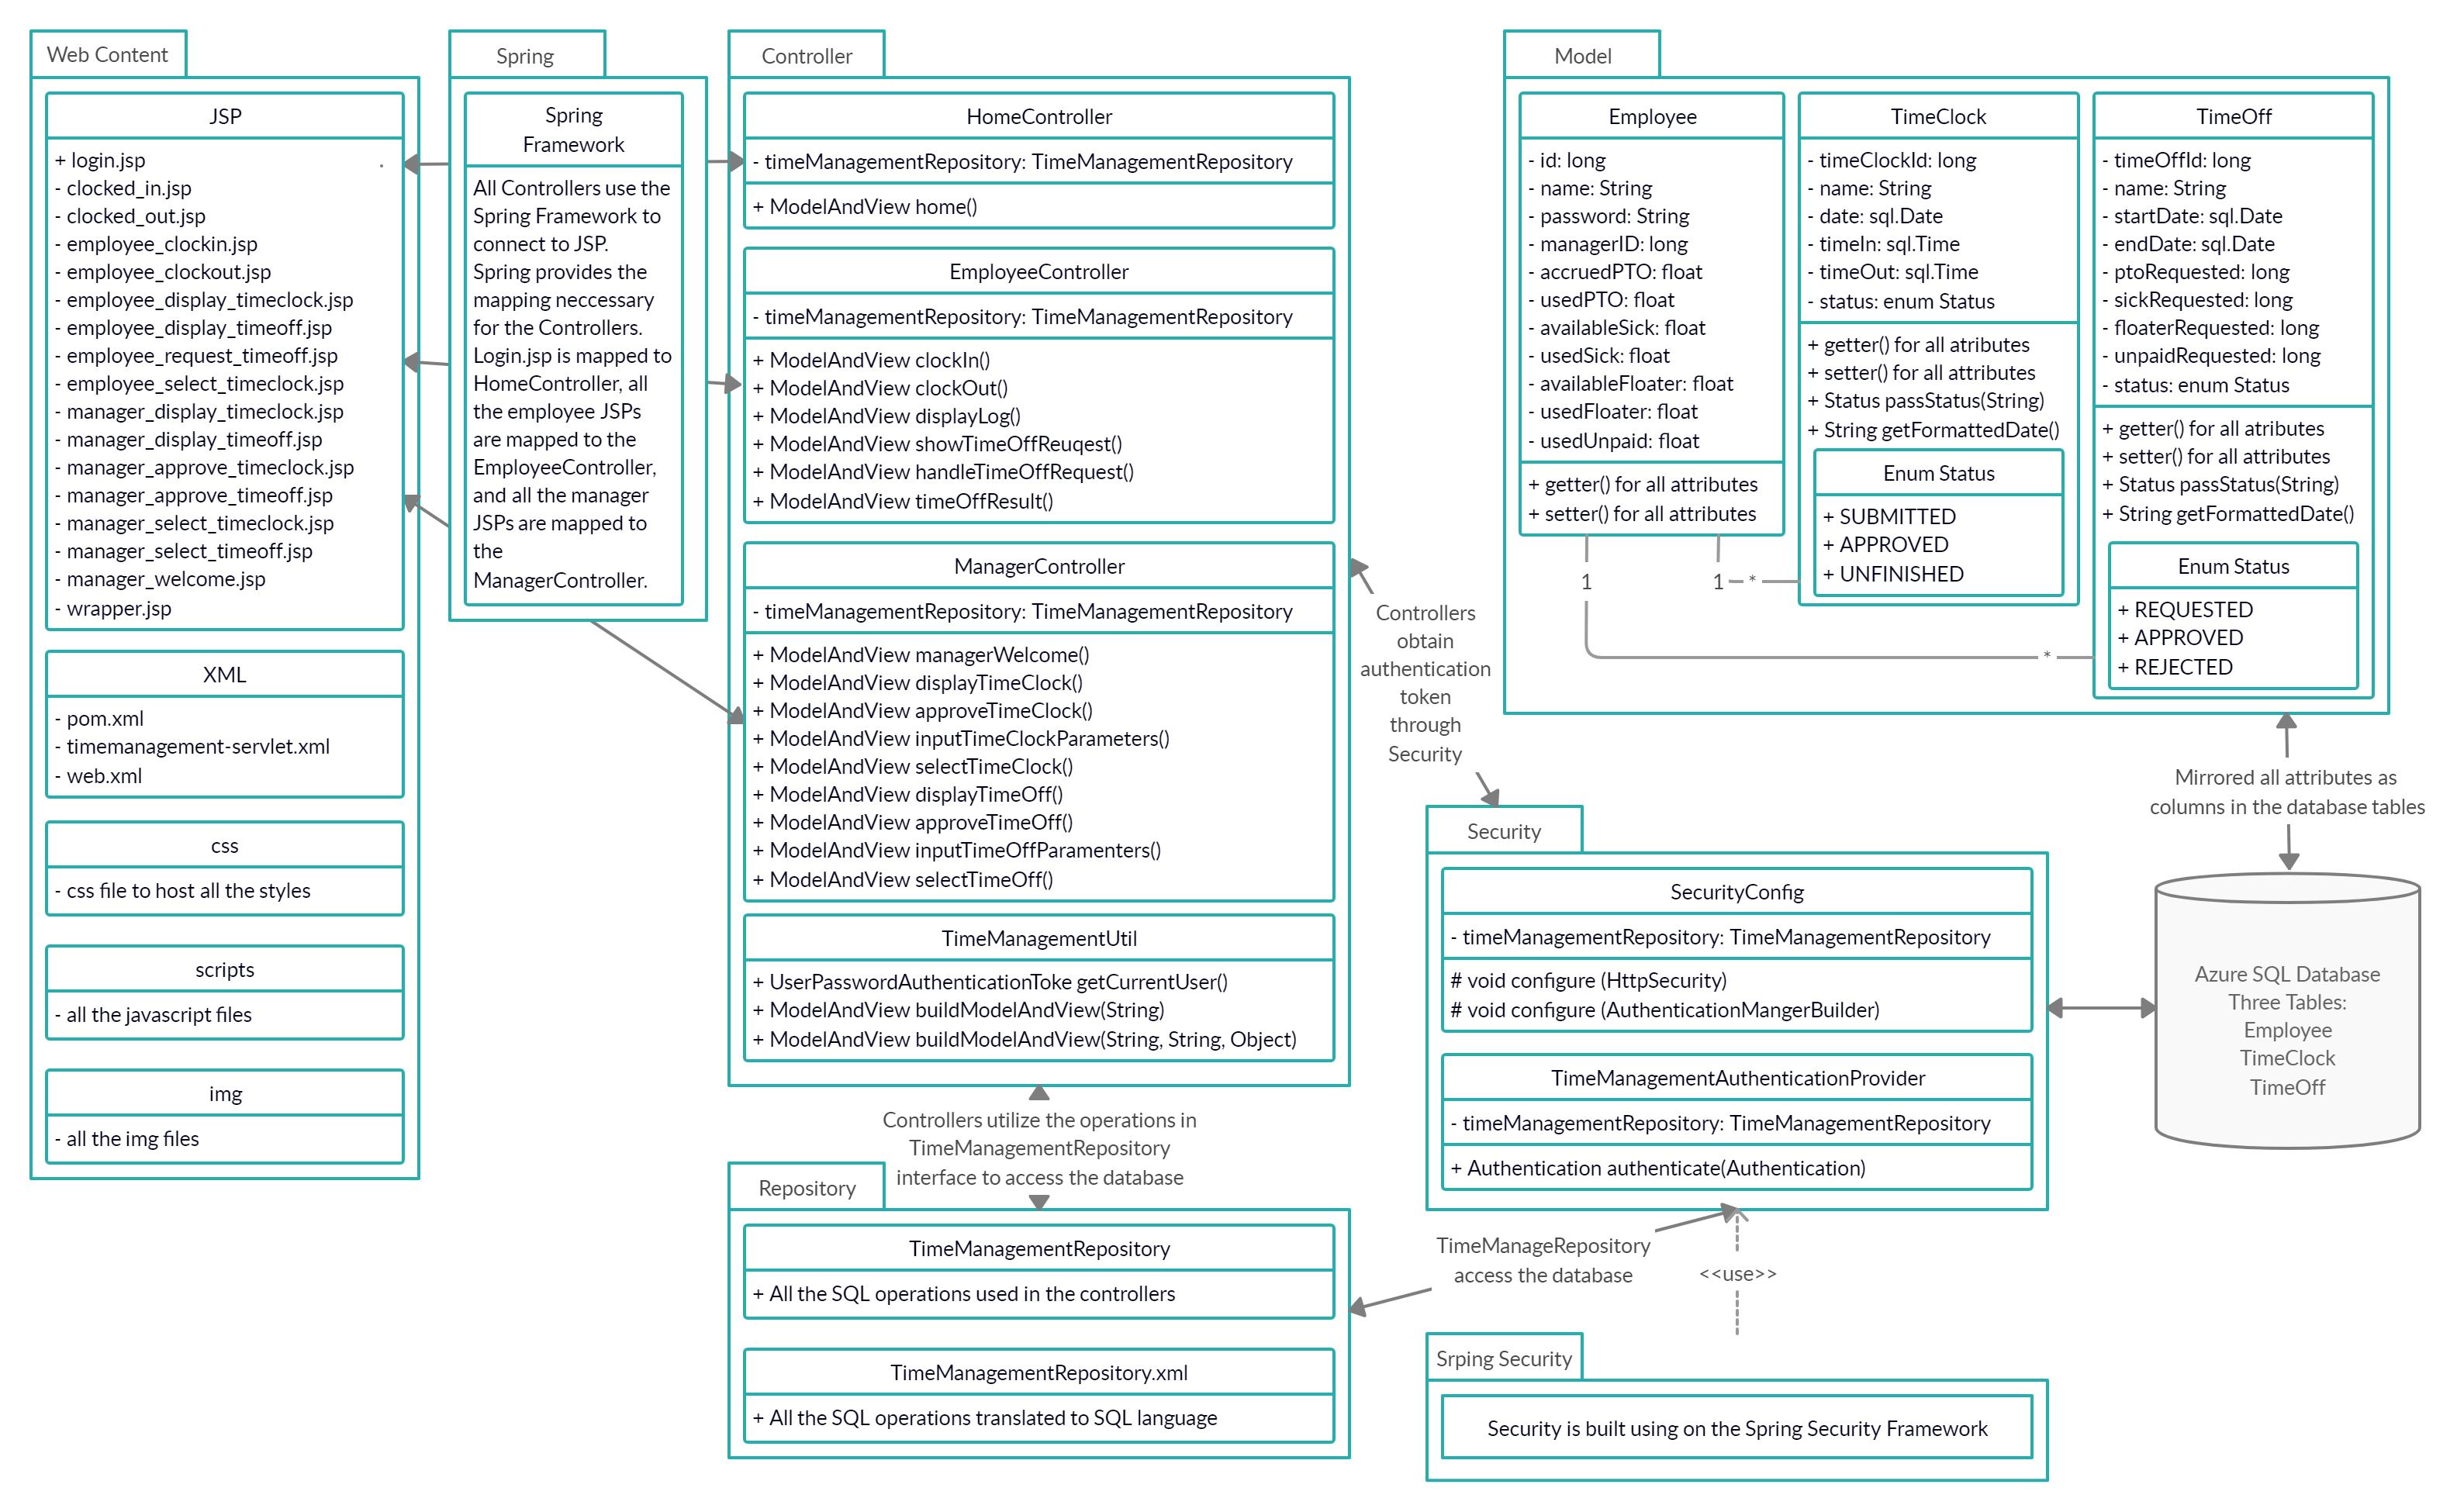 Web Content
JSP
+ login.jsp
- clocked_in.jsp
- clocked_out.jsp
- employee_clockin.jsp
- employee_clockout.jsp
- employee_display_timeclock.jsp
- employee_display_timeoff.jsp
- employee_request_timeoff.jsp
- employee_select_timeclock.jsp
- manager_display_timeclock.jsp
- manager_display_timeoff.jsp
- manager_approve_timeclock.jsp
- manager_approve_timeoff.jsp
- manager_select_timeclock.jsp
- manager_select_timeoff.jsp
- manager_welcome.jsp
- wrapper.jsp
XML
- pom.xml
- timemanagement-servlet.xml
- web.xml
css
- css file to host all the styles
scripts
- all the javascript files
img
- all the img files
Spring
Spring
Framework
All Controllers use the
Spring Framework to
connect to JSP.
Spring provides the
mapping neccessary
for the Controllers.
Login.jsp is mapped to
HomeController, all
the employee JSPs
are mapped to the
EmployeeController,
and all the manager
JSPs are mapped to
the
ManagerController.
Controller
HomeController
- timeManagementRepository: TimeManagementRepository
+ ModelAndView home()
EmployeeController
- timeManagementRepository: TimeManagementRepository
+ ModelAndView clockIn()
+ ModelAndView clockOut()
+ ModelAndView displayLog()
+ ModelAndView showTimeOffReuqest()
+ ModelAndView handleTimeOffRequest()
+ ModelAndView timeOffResult()
ManagerController
- timeManagementRepository: TimeManagementRepository
+ ModelAndView managerWelcome()
+ ModelAndView displayTimeClock()
+ ModelAndView approveTimeClock()
+ ModelAndView inputTimeClockParameters()
+ ModelAndView selectTimeClock()
+ ModelAndView displayTimeOff()
+ ModelAndView approveTimeOff()
+ ModelAndView inputTimeOffParamenters()
+ ModelAndView selectTimeOff()
TimeManagementUtil
+ UserPasswordAuthenticationToke getCurrentUser()
+ ModelAndView buildModelAndView(String)
+ ModelAndView buildModelAndView(String, String, Object)
Controllers utilize the operations in
TimeManagementRepository
interface to access the database
Repository
TimeManagementRepository
+ All the SQL operations used in the controllers
TimeManagementRepository.xml
+ All the SQL operations translated to SQL language
Controllers
obtain
authentication
token
through
Security
Model
Employee
- id: long
- name: String
- password: String
- managerID: long
- accruedPTO: float
- usedPTO: float
- availableSick: float
- usedSick: float
- availableFloater: float
- usedFloater: float
- usedUnpaid: float
+ getter() for all attributes
+ setter() for all attributes
TimeClock
- timeClockId: long
- name: String
- date: sql.Date
- timeIn: sql.Time
- timeOut: sql.Time
- status: enum Status
+ getter() for all atributes
+ setter() for all attributes
+ Status passStatus(String)
+ String getFormattedDate()
Enum Status
+ SUBMITTED
+ APPROVED
+ UNFINISHED
TimeOff
- timeOffId: long
- name: String
- startDate: sql.Date
- endDate: sql.Date
- ptoRequested: long
- sickRequested: long
- floaterRequested: long
- unpaidRequested: long
- status: enum Status
+ getter() for all atributes
+ setter() for all attributes
+ Status passStatus(String)
+ String getFormattedDate()
Enum Status
+ REQUESTED
+ APPROVED
+ REJECTED
1
1
*
*
Mirrored all attributes as
columns in the database tables
Azure SQL Database
Three Tables:
Employee
TimeClock
TimeOff
Security
SecurityConfig
- timeManagementRepository: TimeManagementRepository
# void configure (HttpSecurity)
# void configure (AuthenticationMangerBuilder)
TimeManagementAuthenticationProvider
- timeManagementRepository: TimeManagementRepository
+ Authentication authenticate(Authentication)
TimeManageRepository
access the database
<<use>>
Srping Security
Security is built using on the Spring Security Framework